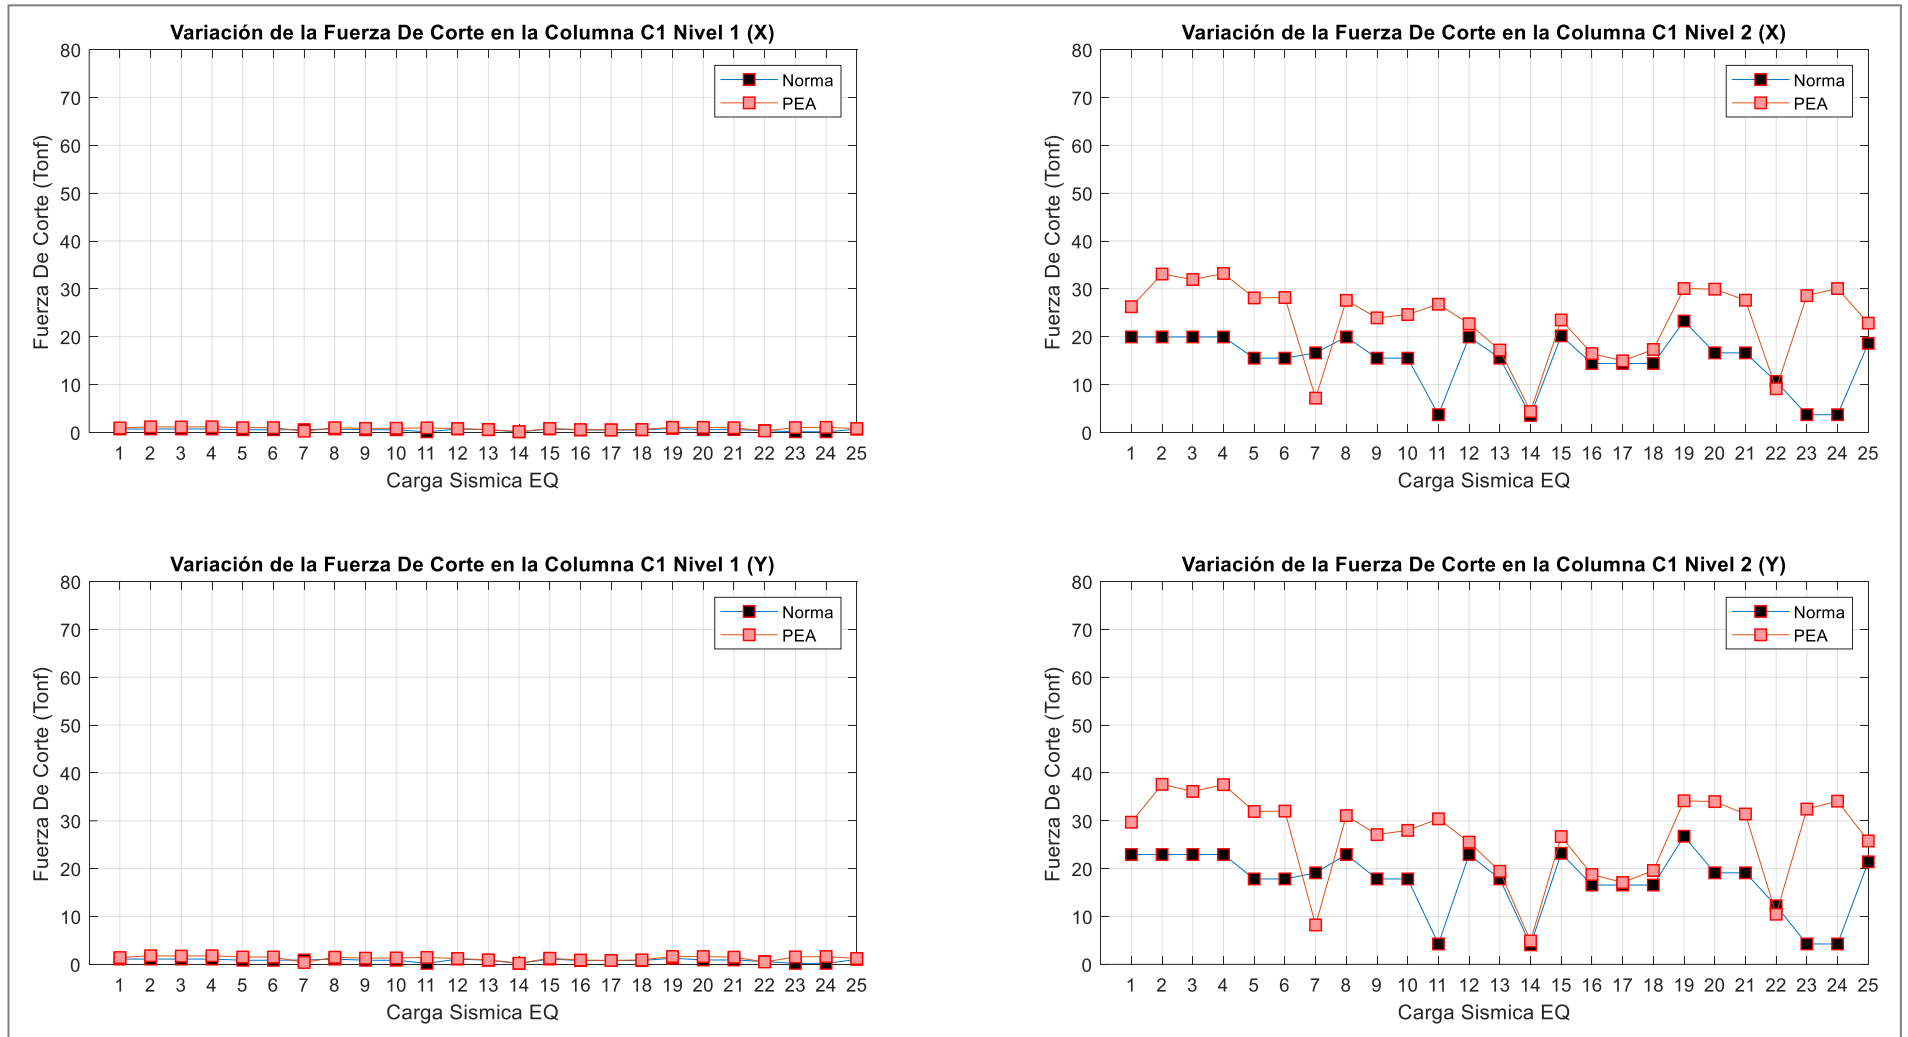 Variación de la Fuerza De Corte en la Columna C1 Nivel 1 (X)
80
70
60
50
40
30
20
10
0
Fuerza De Corte (Tonf)
Norma
PEA
1 2 3 4 5 6 7 8 9 10 11 12 13 14 15 16 17 18 19 20 21 22 23 24 25
Carga Sismica EQ
Variación de la Fuerza De Corte en la Columna C1 Nivel 2 (X)
80
70
60
50
40
30
20
10
0
Fuerza De Corte (Tonf)
Norma
PEA
1 2 3 4 5 6 7 8 9 10 11 12 13 14 15 16 17 18 19 20 21 22 23 24 25
Carga Sismica EQ
Variación de la Fuerza De Corte en la Columna C1 Nivel 1 (Y)
80
70
60
50
40
30
20
10
0
Fuerza De Corte (Tonf)
Norma
PEA
1 2 3 4 5 6 7 8 9 10 11 12 13 14 15 16 17 18 19 20 21 22 23 24 25
Carga Sismica EQ
Variación de la Fuerza De Corte en la Columna C1 Nivel 2 (Y)
80
70
60
50
40
30
20
10
0
Fuerza De Corte (Tonf)
Norma
PEA
1 2 3 4 5 6 7 8 9 10 11 12 13 14 15 16 17 18 19 20 21 22 23 24 25
Carga Sismica EQ